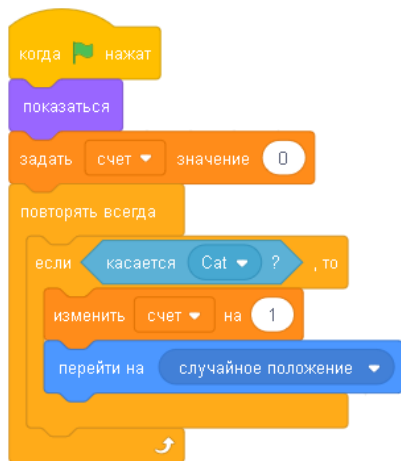 когда нажат
показаться
задать счет значение 0
повторять всегда
если касается Cat ? , то
изменить счет на 1
перейти на случайное положение